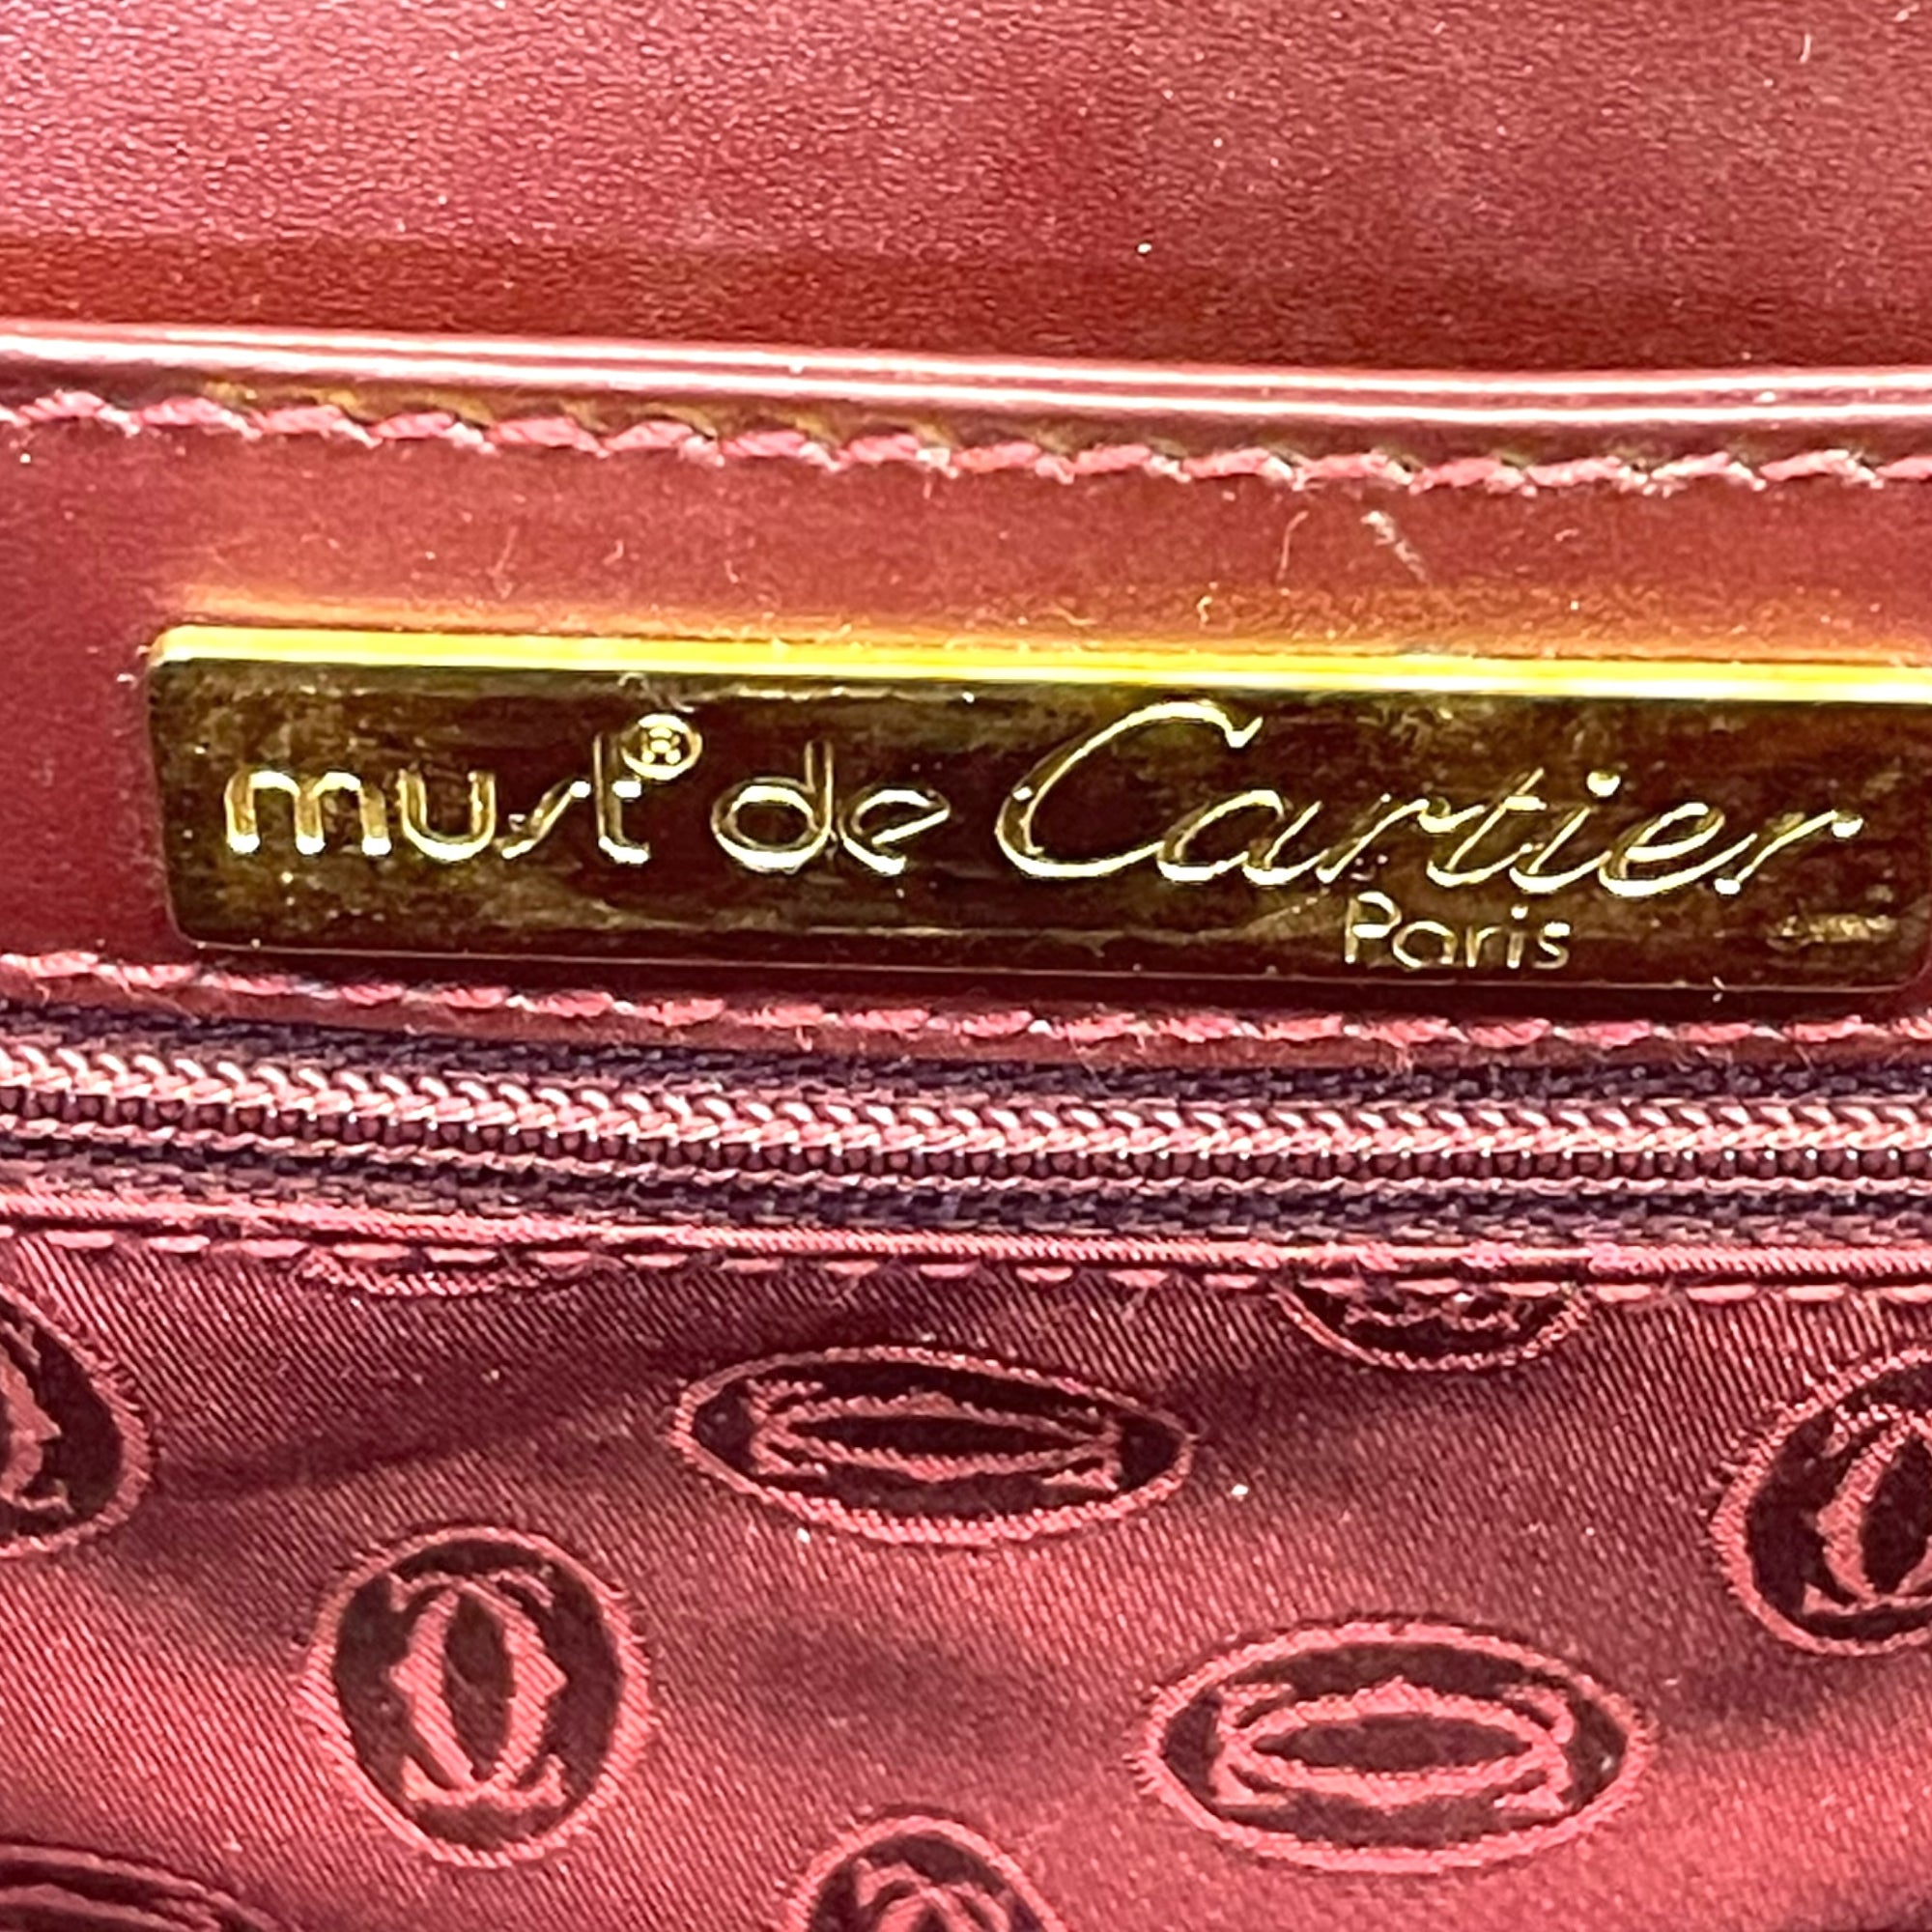 must® de Cartier
Paris